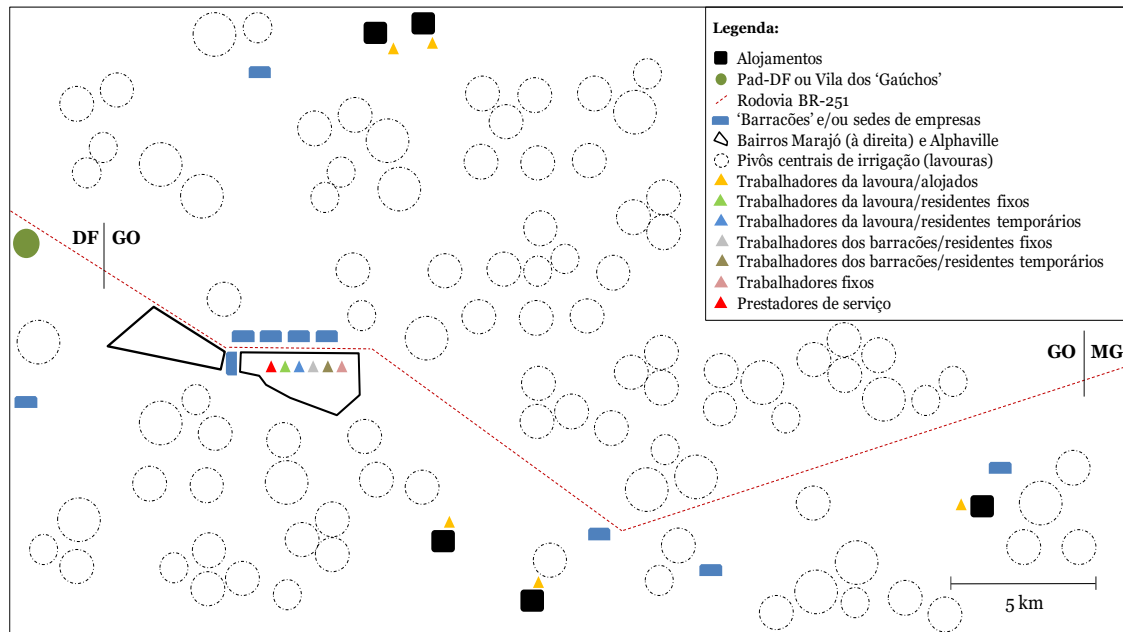 Legenda:
Alojamentos
Pad-DF ou Vila dos ‘Gaúchos’
Rodovia BR-251
‘Barracões’ e/ou sedes de empresas
Bairros Marajó (à direita) e Alphaville
Pivôs centrais de irrigação (lavouras)
Trabalhadores da lavoura/alojados
Trabalhadores da lavoura/residentes fixos
Trabalhadores da lavoura/residentes temporários
Trabalhadores dos barracões/residentes fixos
Trabalhadores dos barracões/residentes temporários
Trabalhadores fixos
Prestadores de serviço
DF GO
GO MG
5 km